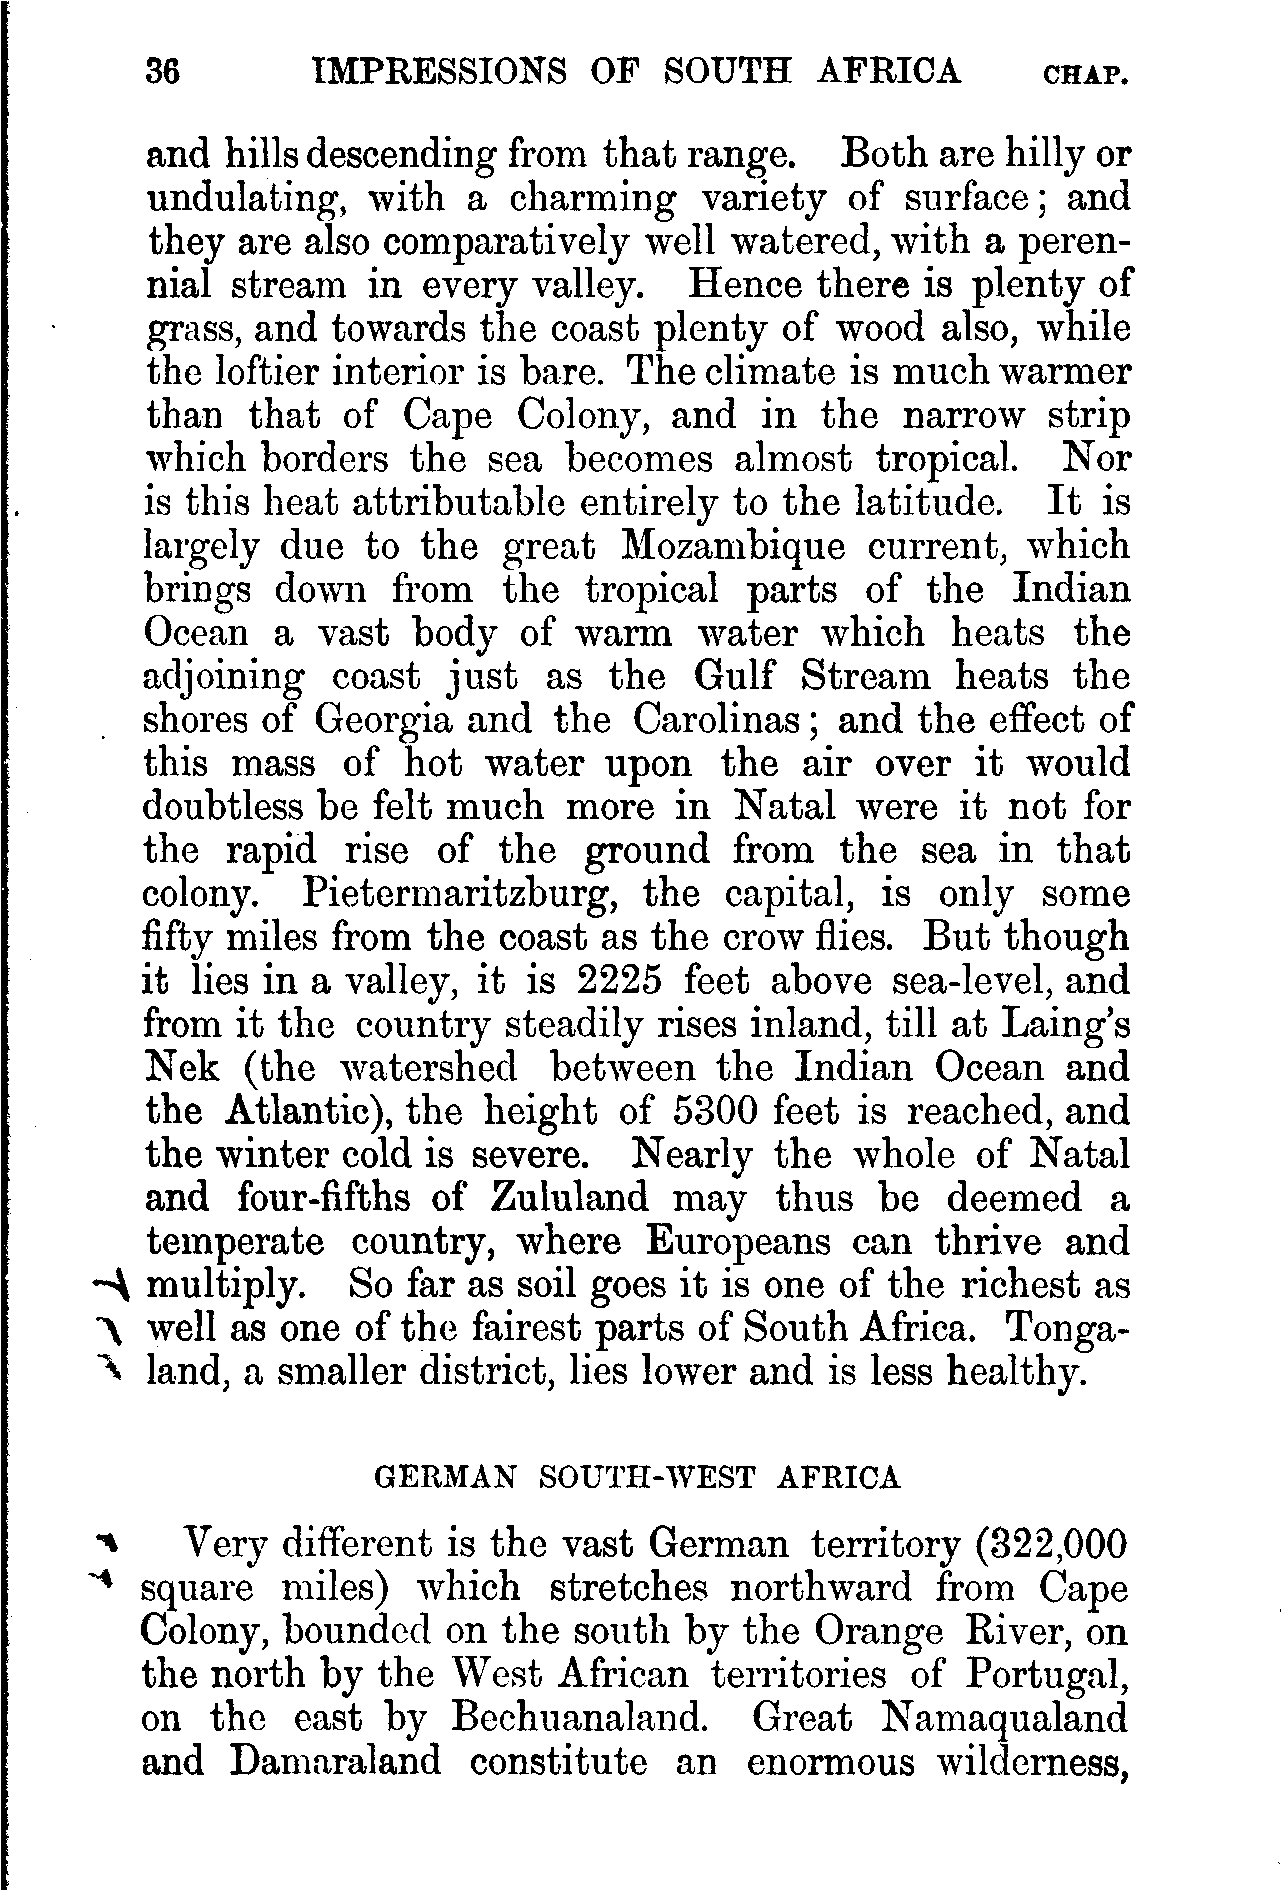 36 IMPRESSIONS OF SOUTH AFRICA CHAP.
and hills descending from that range. Both are hilly or
undulating, with a charming variety of surface; and
they are also comparatively well watered, with a peren-
nial stream in every valley. Hence there is plenty of
grass, and towards the coast plenty of wood also, while
the loftier interior is bare. The climate is much warmer
than that of Cape Colony, and in the narrow strip
which borders the sea becomes almost tropical. Nor
is this heat attributable entirely to the latitude. It is
largely due to the great Mozambique current, which
brings down from the tropical parts of the Indian
Ocean a vast body of warm water which heats the
adjoining coast just as the Gulf Stream heats the
shores of Georgia and the Carolinas; and the effect of
this mass of hot water upon the air over it would
doubtless be felt much more in Natal were it not for
the rapid rise of the ground from the sea in that
colony. Pietermaritzburg, the capital, is only some
fifty miles from the coast as the crow flies. But though
it lies in a valley, it is 2225 feet above sea-level, and
from it the country steadily rises inland, till at Laing's
Nek (the watershed between the Indian Ocean and
the Atlantic), the height of 5300 feet is reached, and
the winter cold is severe. Nearly the whole of Natal
and four-fifths of Zululand may thus be deemed a
temperate country, where Europeans can thrive and
multiply. So far as soil goes it is one of the richest as
well as one of the fairest parts of South Africa. Tonga-
land, a smaller district, lies lower and is less healthy.
GERMAN SOUTH-WEST AFRICA
Very different is the vast German territory (322,000
square miles) which stretches northward from Cape
Colony, bounded on the south by the Orange River, on
the north by the West African territories of Portugal,
on the east by Bechuanaland. Great Namaqualand
and Damaraland constitute an enormous wilderness,